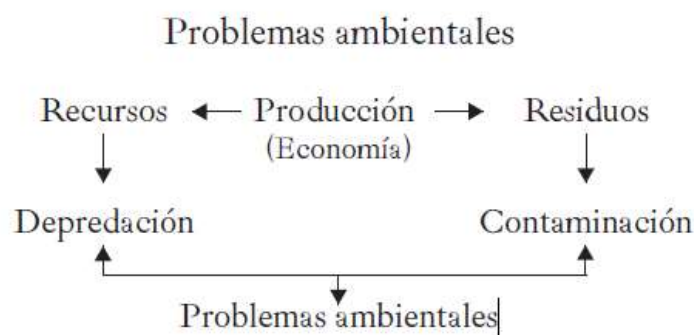 Problemas ambientales
Recursos Producción Residuos
(Economía)
Depredación Contaminación
Problemas ambientales